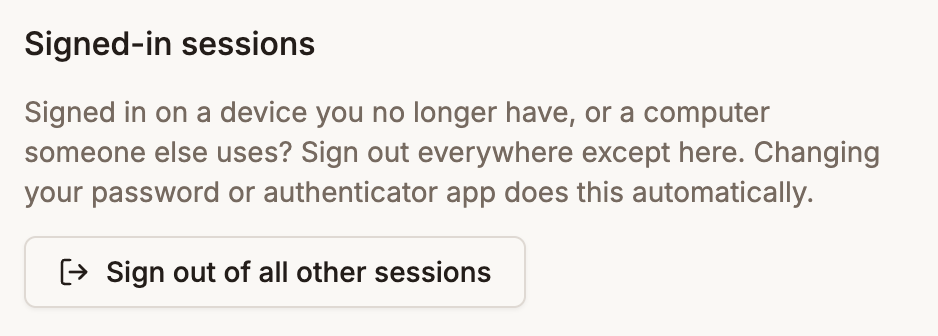 Signed-in sessions
Signed in on a device you no longer have, or a computer
someone else uses? Sign out everywhere except here. Changing
your password or authenticator app does this automatically.
Sign out of all other sessions